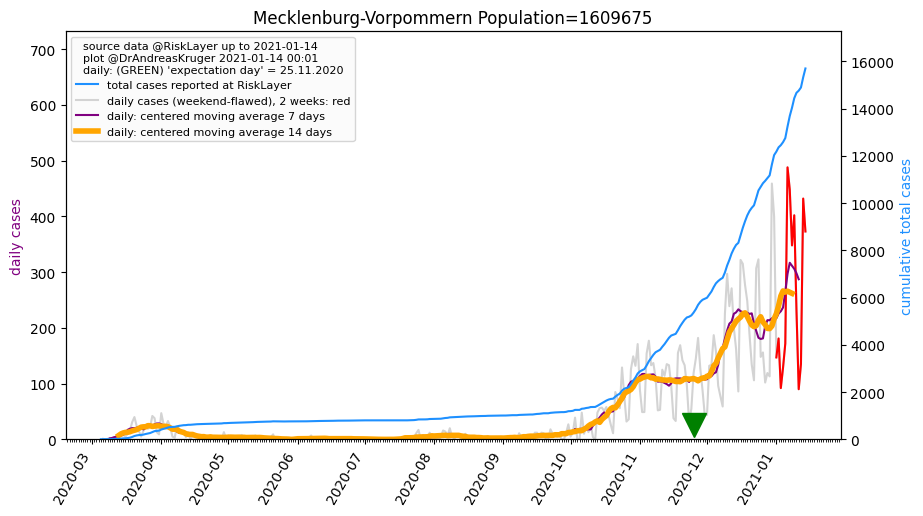 Mecklenburg-Vorpommern Population=1609675
source data @RiskLayer up to 2021-01-14
plot @DrAndreasKruger 2021-01-14 00:01
daily: (GREEN) 'expectation day' = 25.11.2020
total cases reported at RiskLayer
daily cases (weekend-flawed), 2 weeks: red
daily: centered moving average 7 days
daily: centered moving average 14 days
daily cases
700
600
500
400
300
200
100
0
cumulative total cases
16000
14000
12000
10000
8000
6000
4000
2000
0
2020-03
2020-04
2020-05
2020-06
2020-07
2020-08
2020-09
2020-10
2020-11
2020-12
2021-01